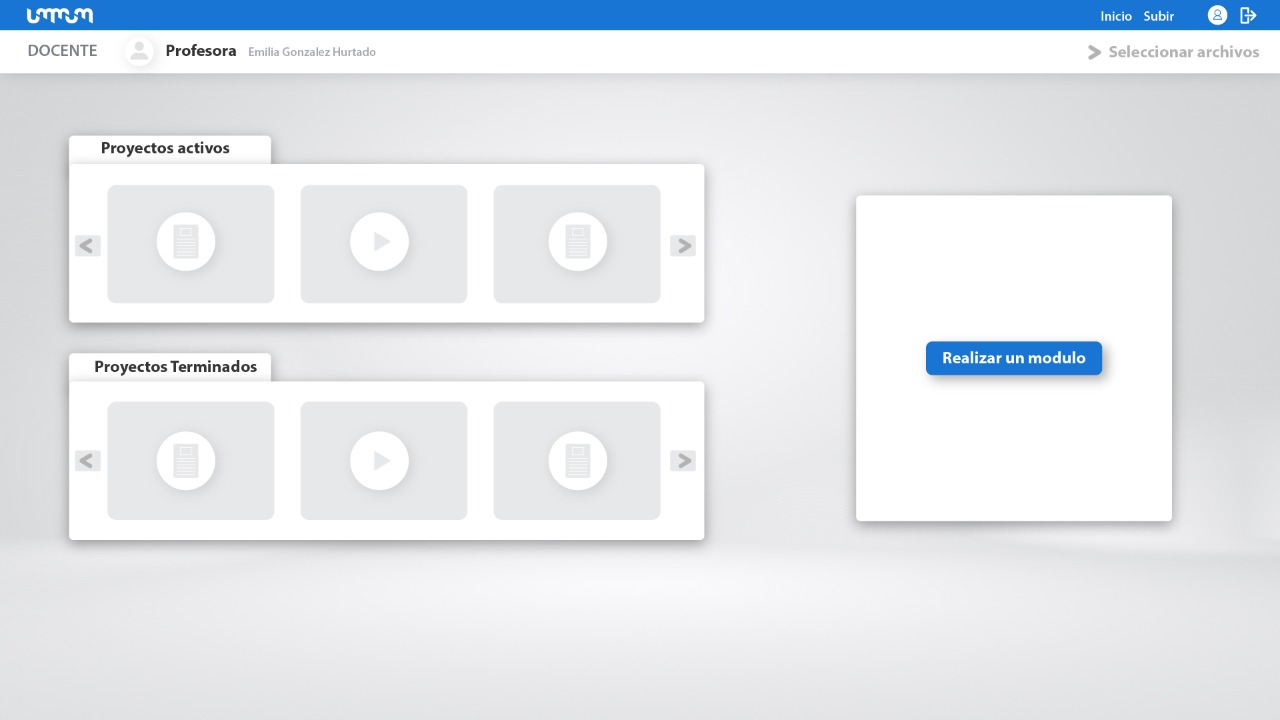 Inicio Subir
DOCENTE Profesora Emilia Gonzalez Hurtado
> Seleccionar archivos
Proyectos activos
Proyectos Terminados
Realizar un modulo